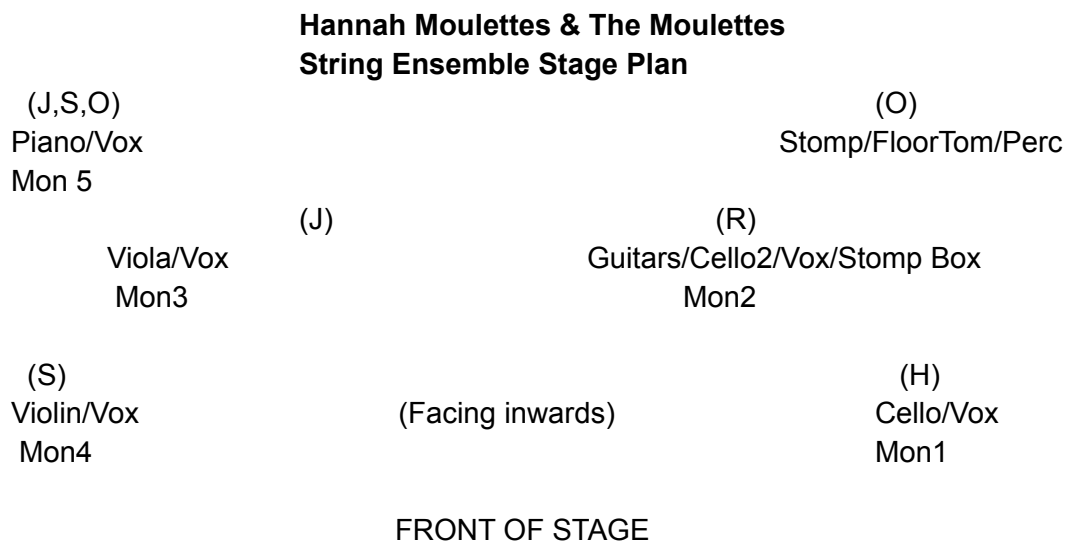 Hannah Moulettes & The Moulettes
String Ensemble Stage Plan
(J,S,O) (O)
Piano/Vox Stomp/FloorTom/Perc
Mon 5
(J) (R)
Viola/Vox Guitars/Cello2/Vox/Stomp Box
Mon3 Mon2
(S) (H)
Violin/Vox (Facing inwards) Cello/Vox
Mon4 Mon1
FRONT OF STAGE